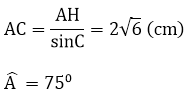 AC = AH/sinC = 2√6 (cm)
Â = 75⁰